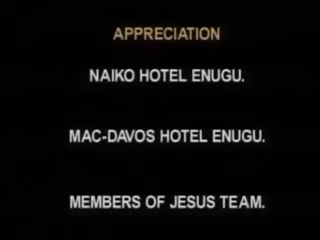 APPRECIATION
NAIKO HOTEL ENUGU.
MAC-DAVOS HOTEL ENUGU.
MEMBERS OF JESUS TEAM.